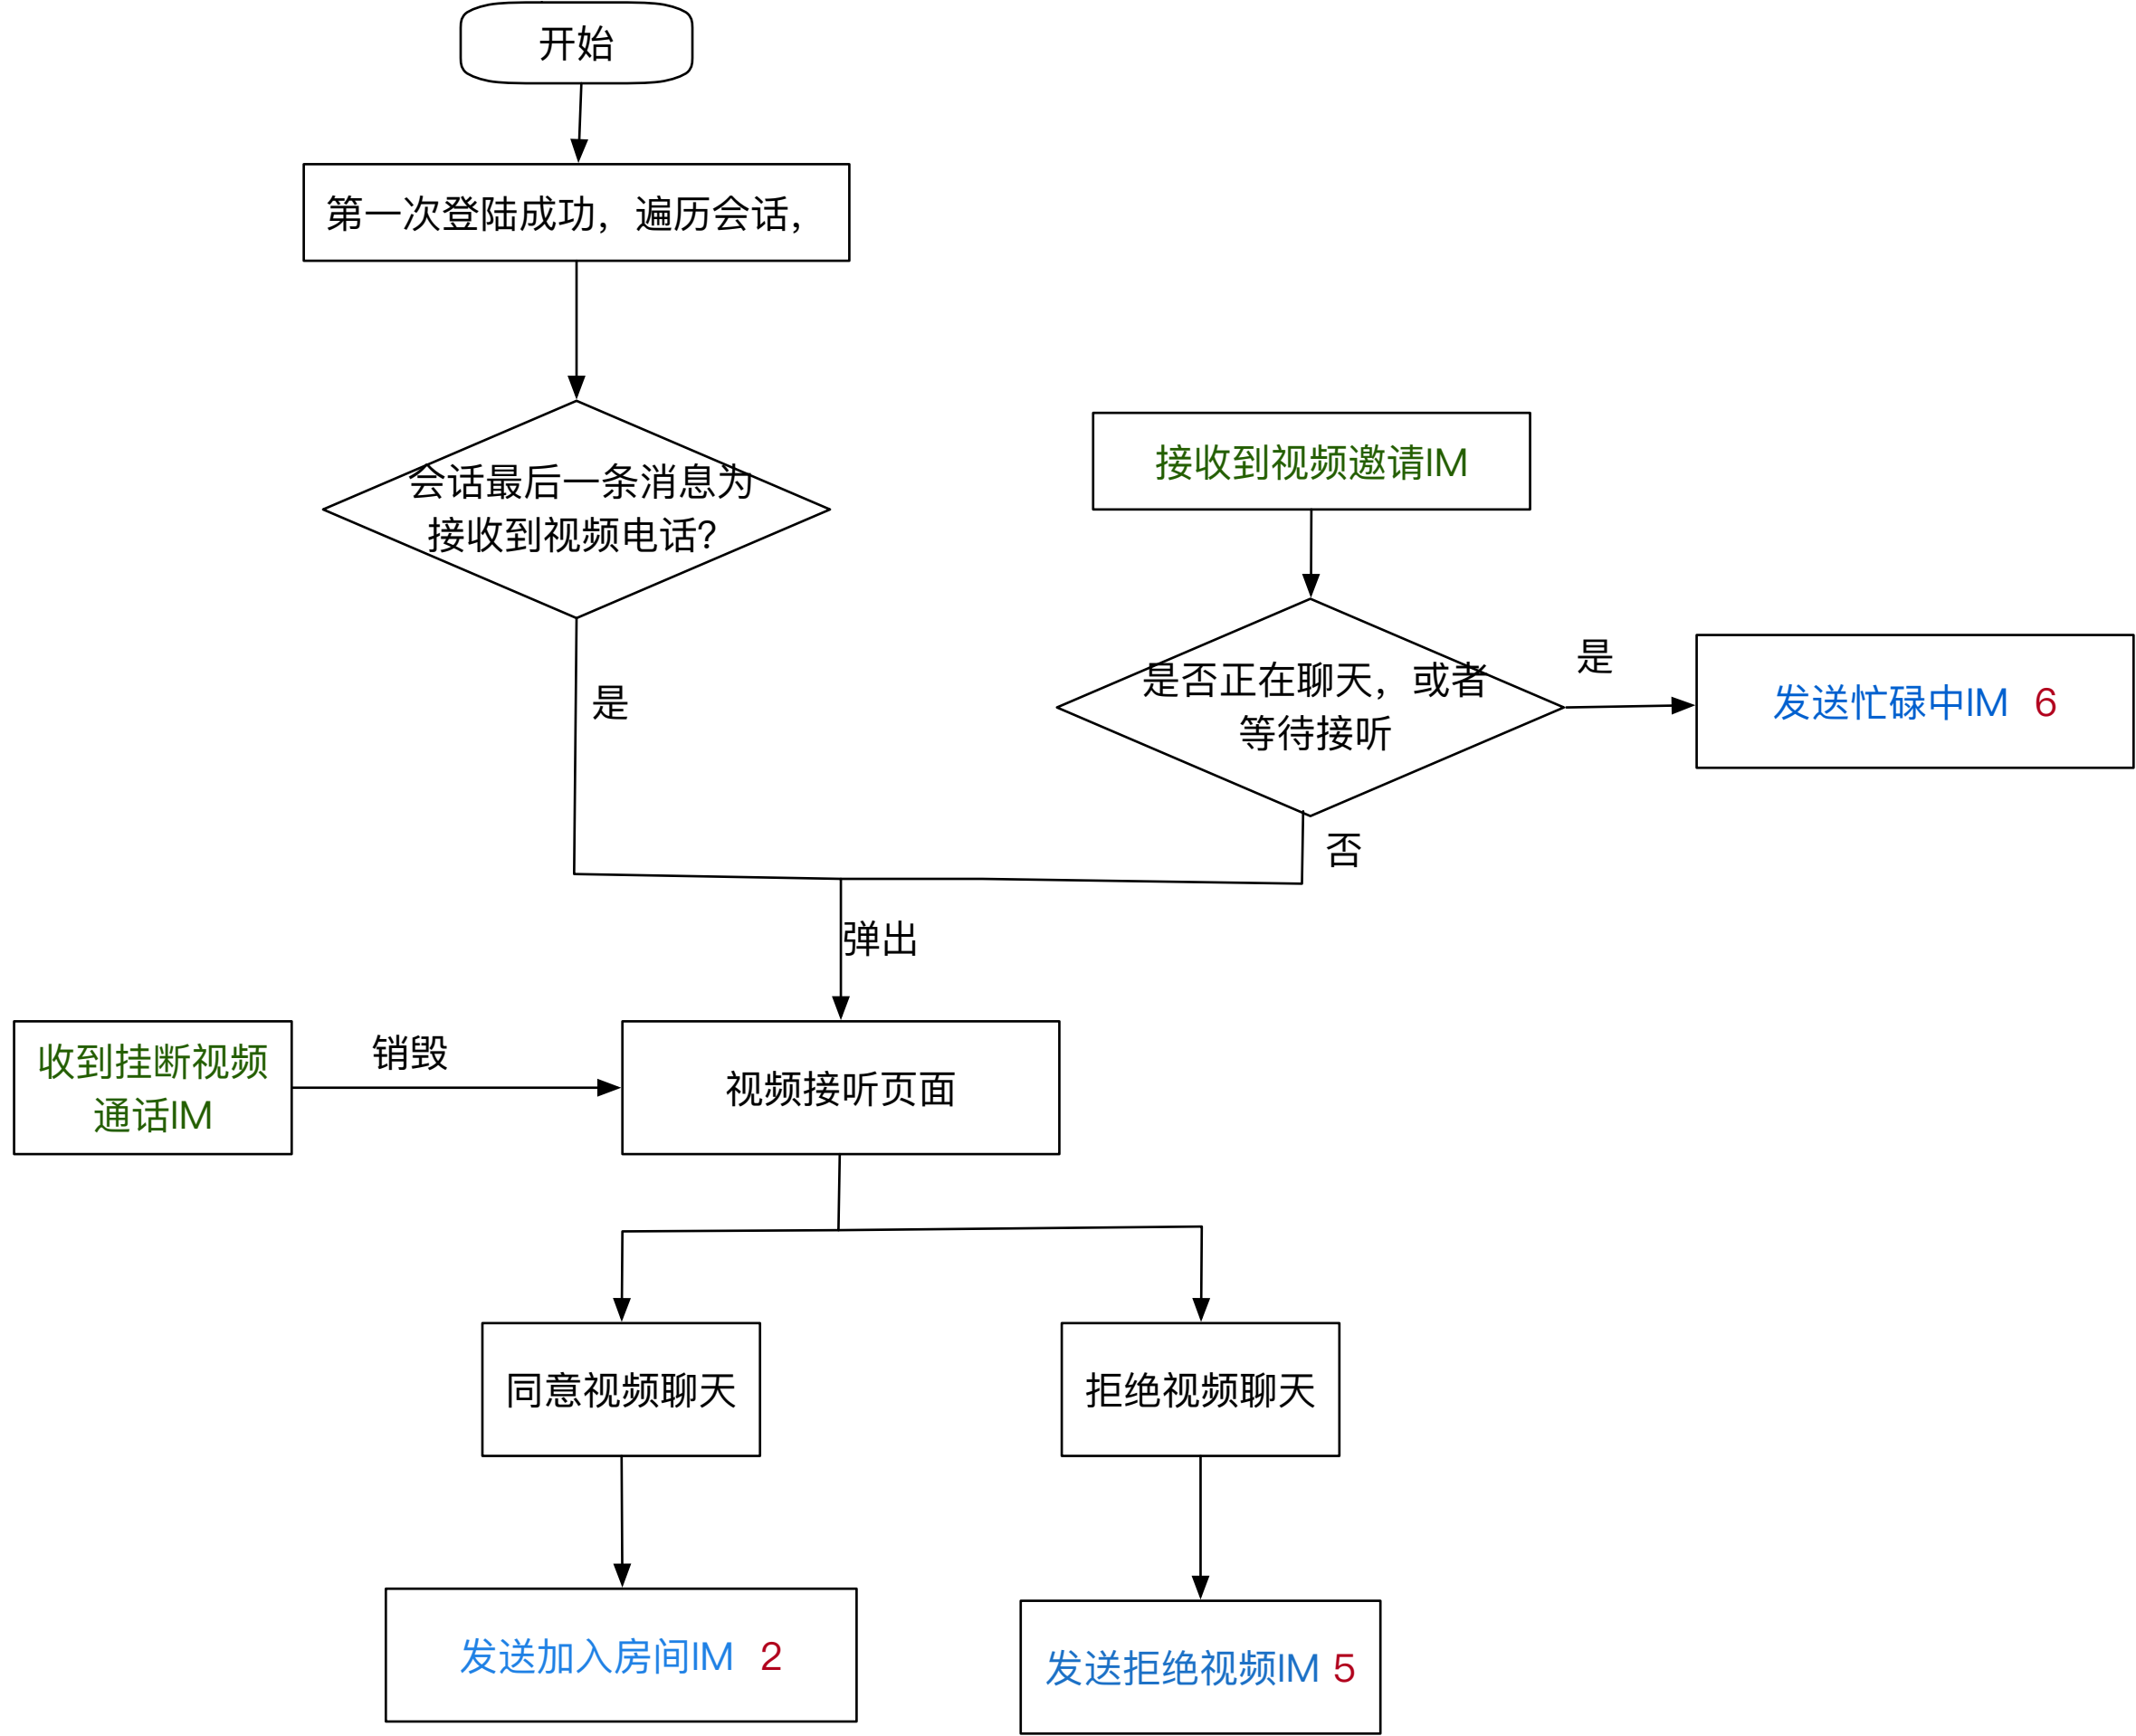 开始
第一次登陆成功，遍历会话，
会话最后一条消息为
接收到视频电话？
接收到视频邀请IM
是否正在聊天，或者
等待接听
是
发送忙碌中IM 6
是
否
弹出
收到挂断视频
通话IM
销毁
视频接听页面
同意视频聊天
拒绝视频聊天
发送加入房间IM 2
发送拒绝视频IM 5